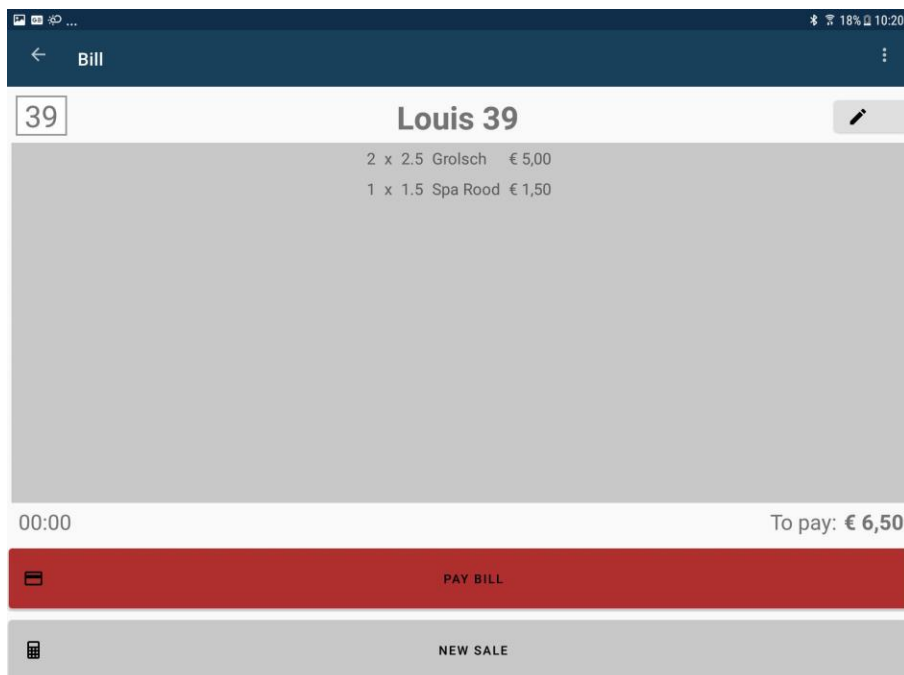 GB ... 18% 10:20
Bill
39 Louis 39
2 x 2.5 Grolsch € 5,00
1 x 1.5 Spa Rood € 1,50
00:00 To pay: € 6,50
PAY BILL
NEW SALE